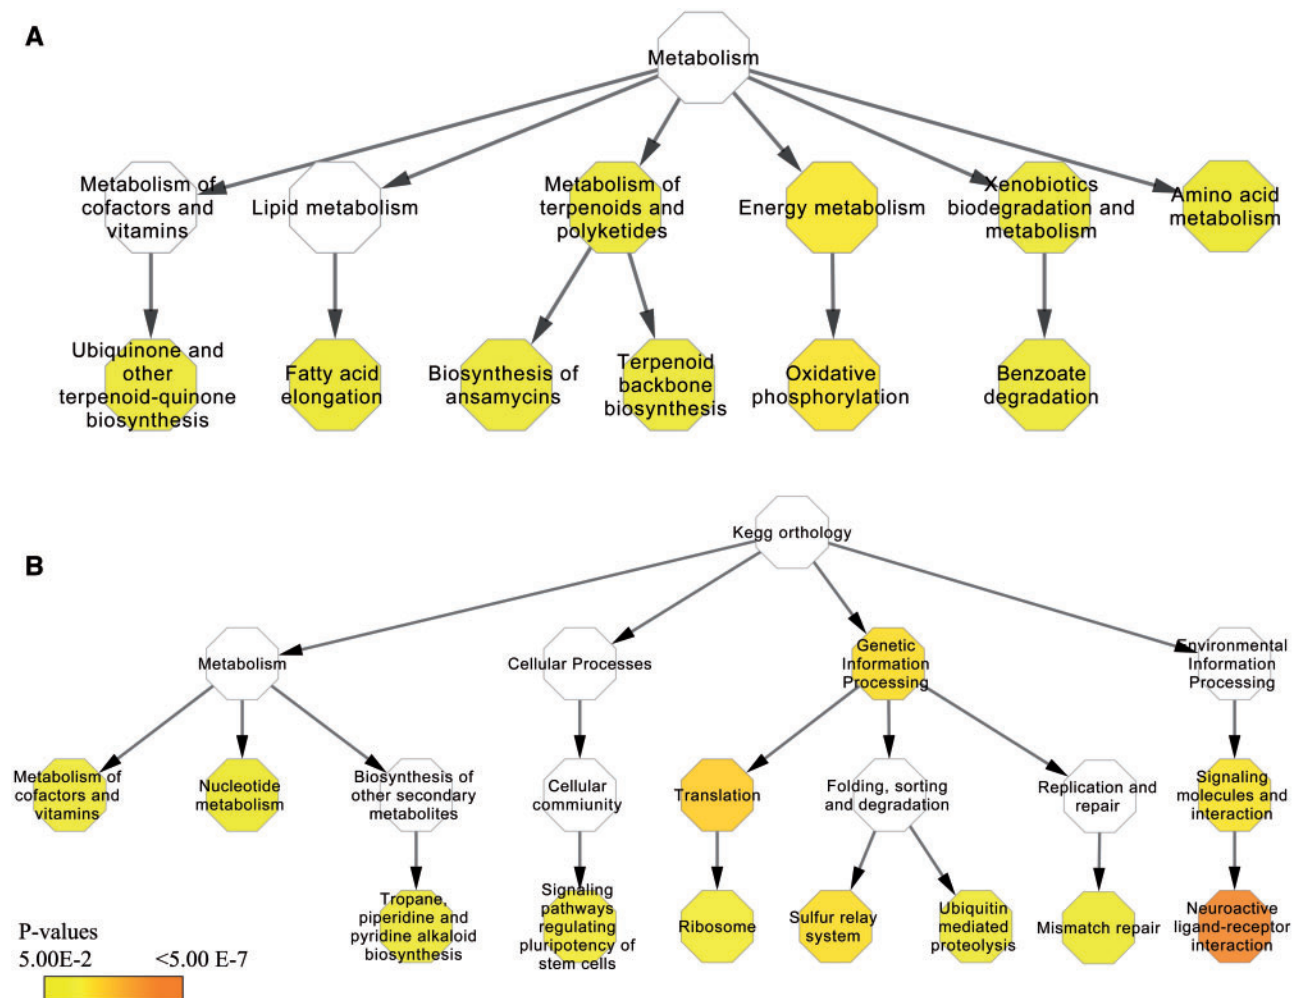 A
Metabolism
Metabolism of
cofactors and
vitamins
Lipid metabolism
Metabolism of
terpenoids and
polyketides
Energy metabolism
Xenobiotics
biodegradation and
metabolism
Amino acid
metabolism
Ubiquinone and
other
terpenoid-quinone
biosynthesis
Fatty acid
elongation
Biosynthesis of
ansamycins
Terpenoid
backbone
biosynthesis
Oxidative
phosphorylation
Benzoate
degradation
B
Kegg orthology
Metabolism
Cellular Processes
Genetic
Information
Processing
Environmental
Information
Processing
Metabolism of
cofactors and
vitamins
Nucleotide
metabolism
Biosynthesis of
other secondary
metabolites
Cellular
commiunity
Translation
Folding, sorting
and degradation
Replication and
repair
Signaling
molecules and
interaction
Tropane,
piperidine and
pyridine alkaloid
biosynthesis
Signaling
pathways
regulating
pluripotency of
stem cells
Ribosome
Sulfur relay
system
Ubiquitin
mediated
proteolysis
Mismatch repair
Neuroactive
ligand-receptor
interaction
P-values
5.00E-2 <5.00 E-7